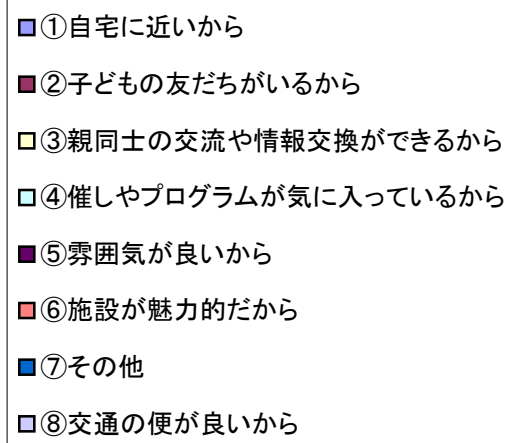 ①自宅に近いから
②子どもの友だちがいるから
③親同士の交流や情報交換ができるから
④催しやプログラムが気に入っているから
⑤雰囲気が良いから
⑥施設が魅力的だから
⑦その他
⑧交通の便が良いから